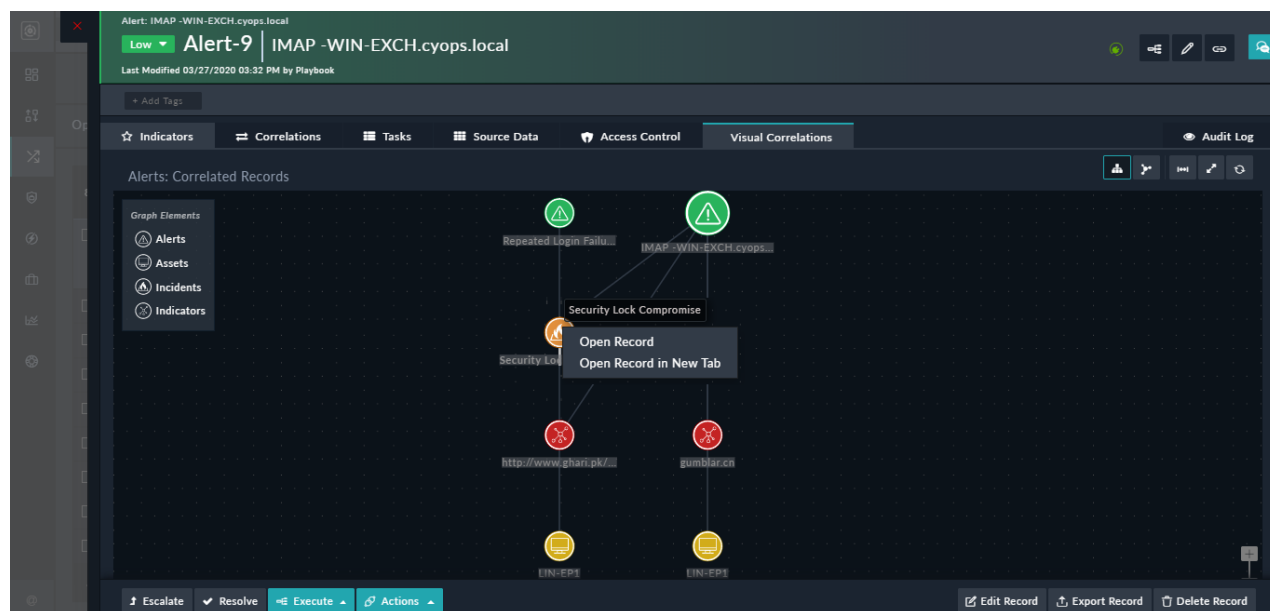 Alert: IMAP -WIN-EXCH.cyops.local
Low Alert-9 IMAP -WIN-EXCH.cyops.local
Last Modified 03/27/2020 03:32 PM by Playbook
+ Add Tags
Indicators Correlations Tasks Source Data Access Control Visual Correlations Audit Log
Alerts: Correlated Records
Graph Elements
Alerts
Assets
Incidents
Indicators
Repeated Login Failu...
IMAP -WIN-EXCH.cyops...
Security Lock Compromise
Open Record
Open Record in New Tab
Security Lo
http://www.ghari.pk/...
gumblar.cn
LIN-EP1
LIN-EP1
Escalate Resolve Execute Actions Edit Record Export Record Delete Record